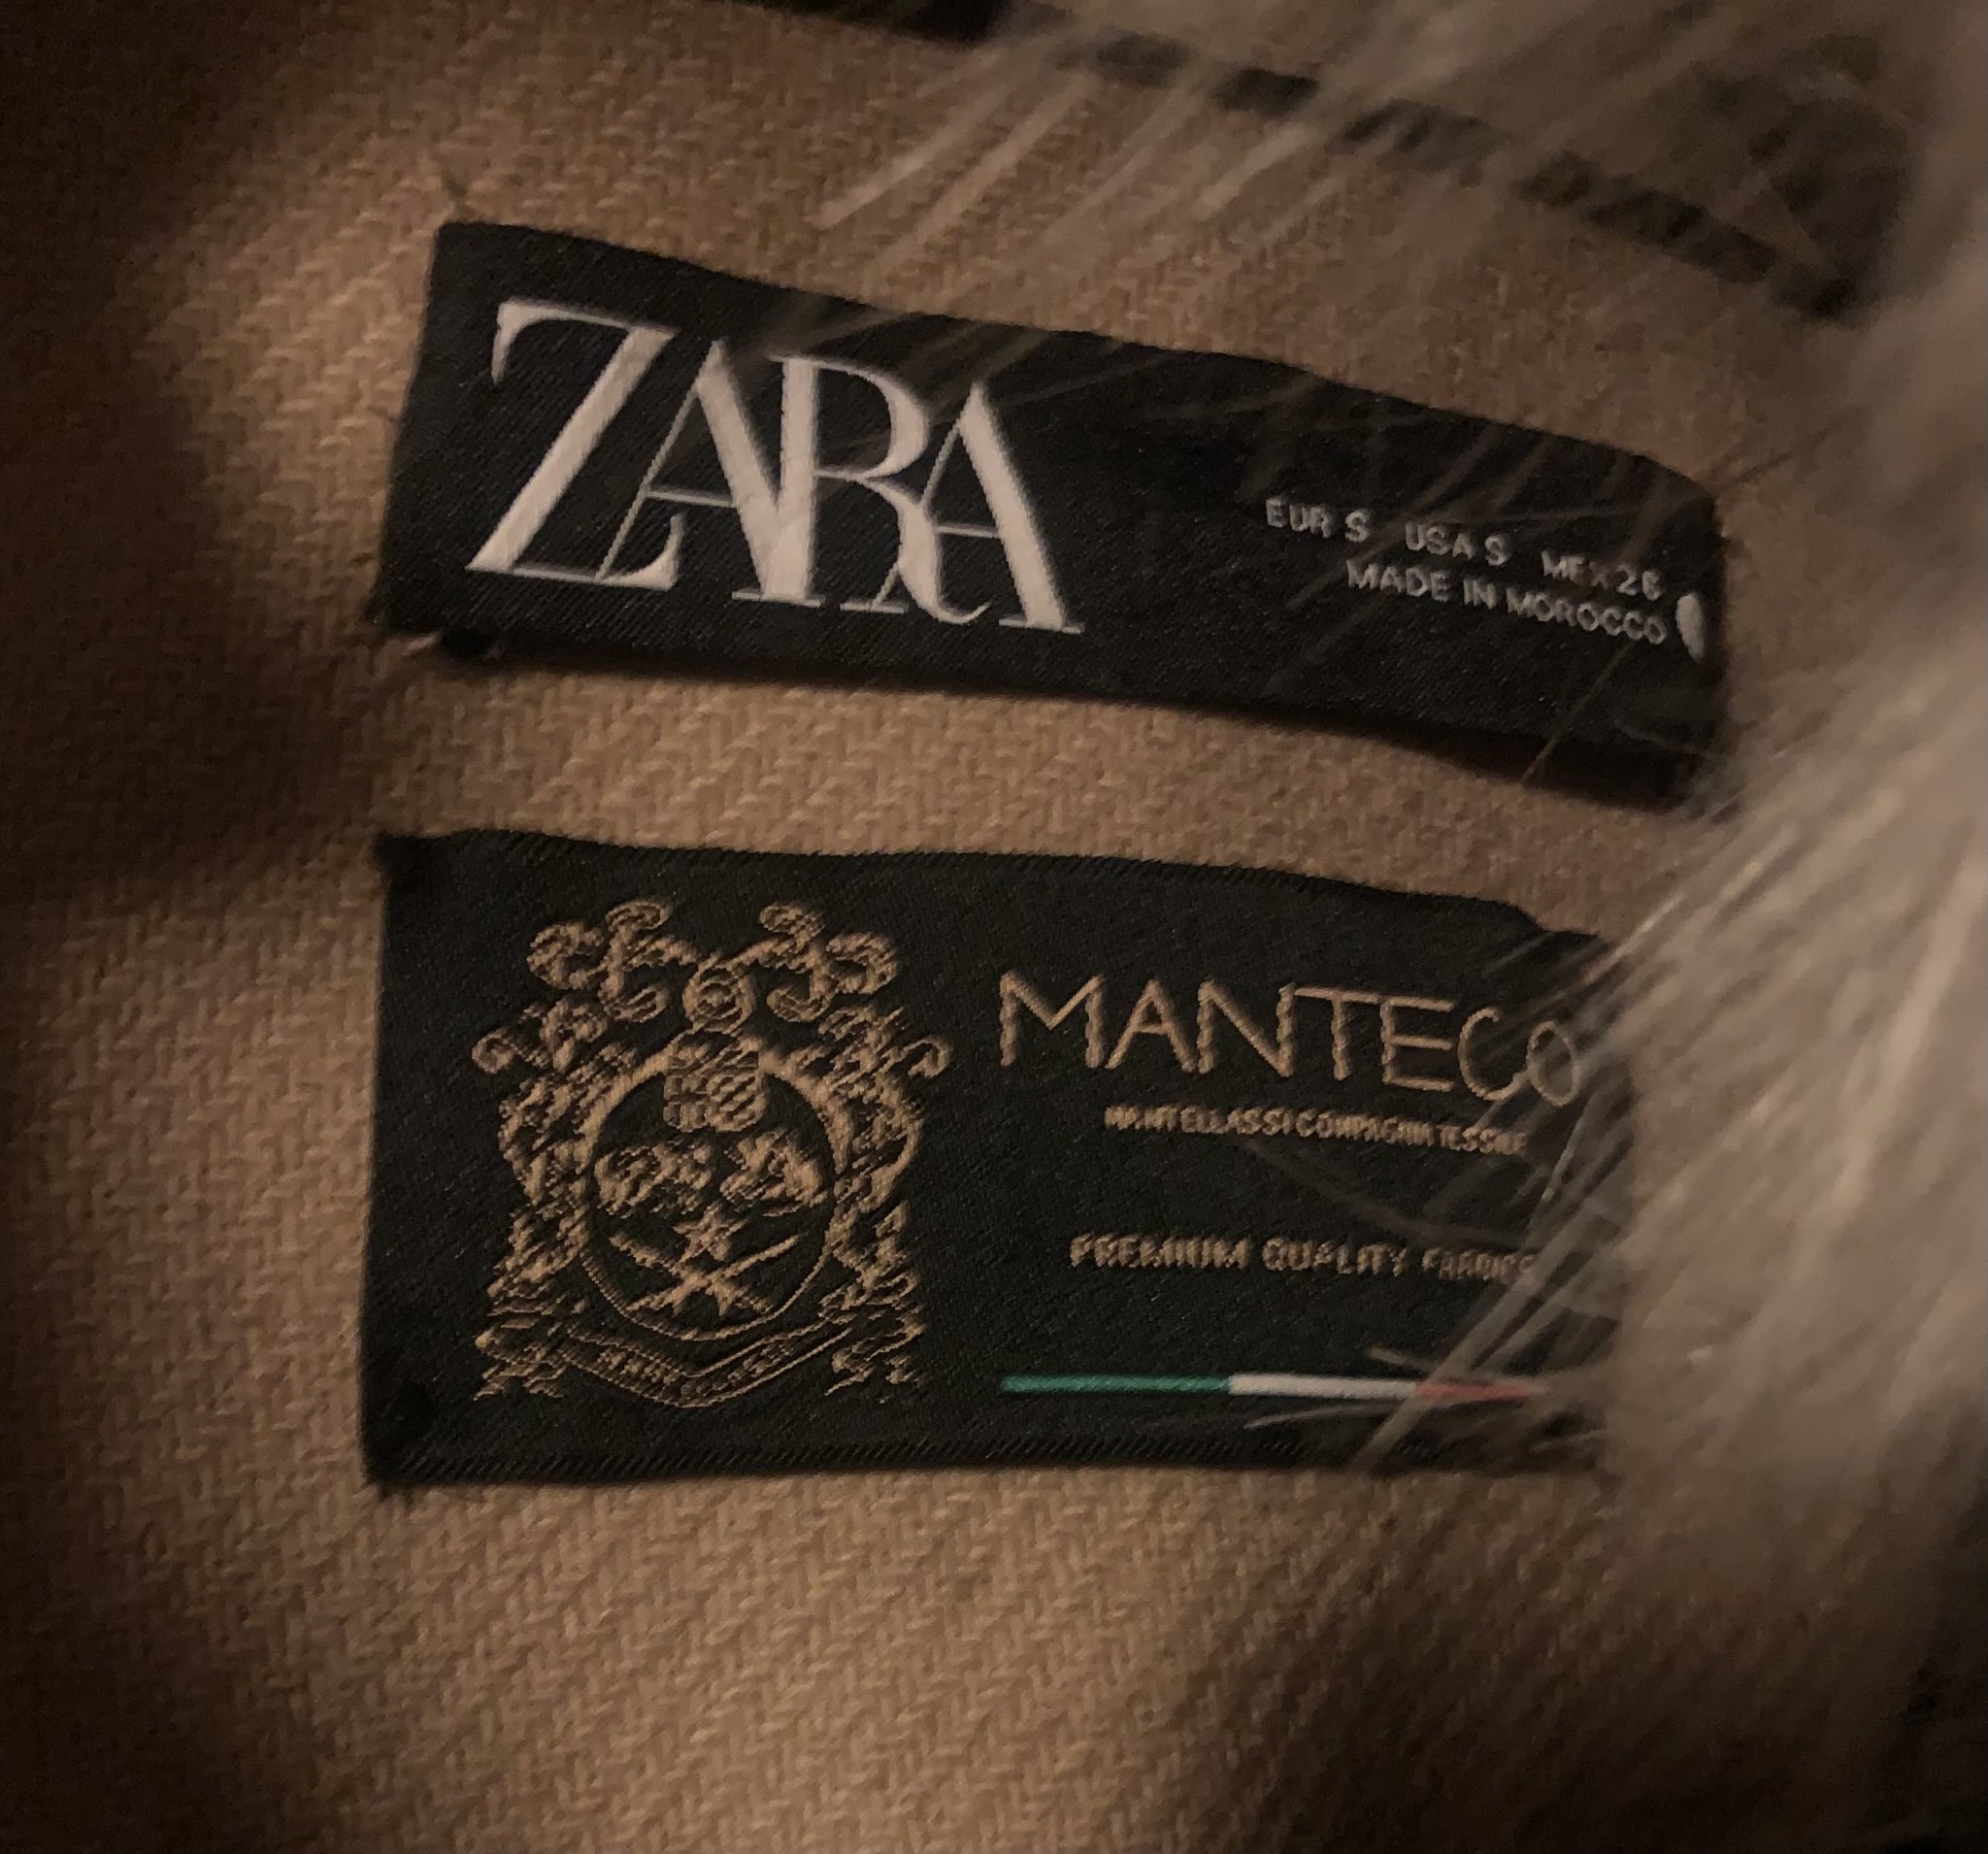 ZARA
EUR S USA S MEX 26
MADE IN MOROCCO
MANTECO
PREMIUM QUALITY FABRICS